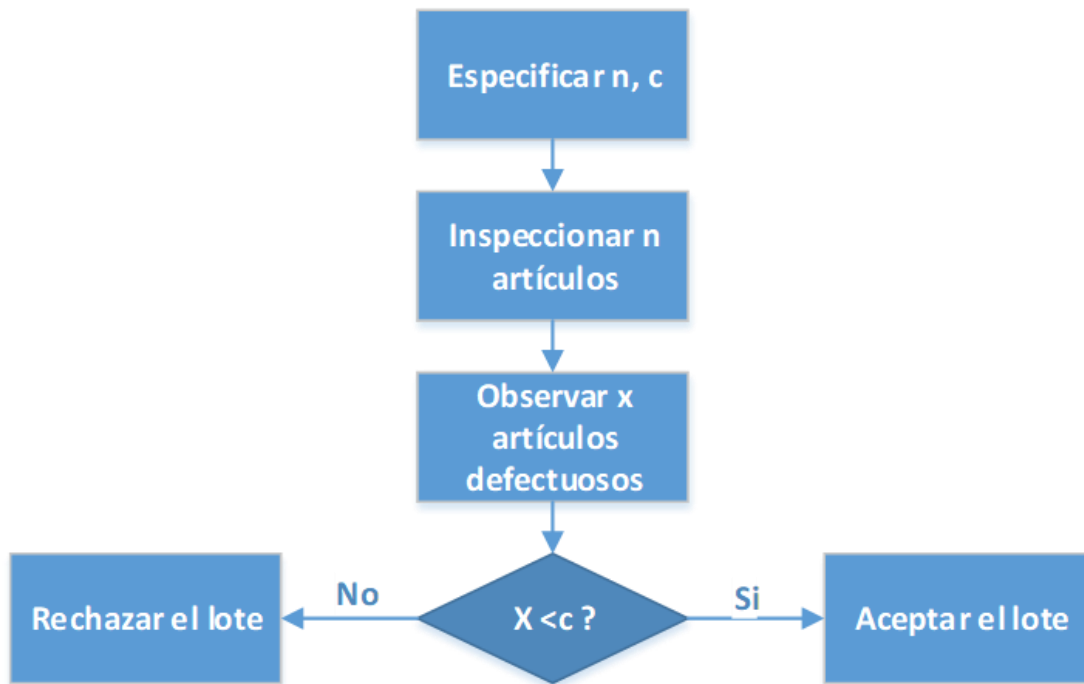 Especificar n, c
Inspeccionar n
artículos
Observar x
artículos
defectuosos
No
Si
Rechazar el lote
X <c ?
Aceptar el lote